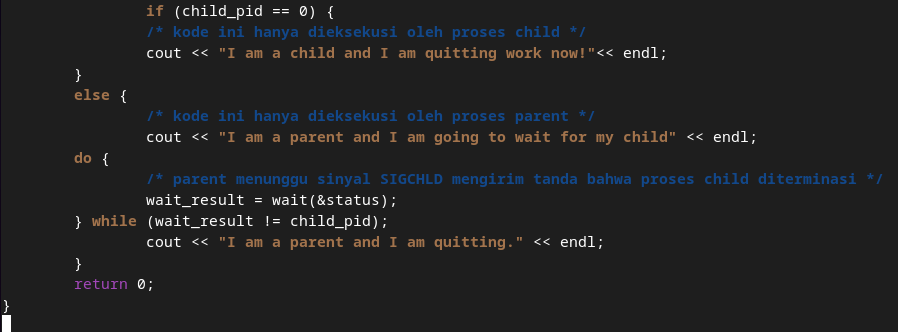 if (child_pid == 0) {
/* kode ini hanya dieksekusi oleh proses child */
cout << "I am a child and I am quitting work now!"<< endl;
}
else {
/* kode ini hanya dieksekusi oleh proses parent */
cout << "I am a parent and I am going to wait for my child" << endl;
do {
/* parent menunggu sinyal SIGCHLD mengirim tanda bahwa proses child diterminasi */
wait_result = wait(&status);
} while (wait_result != child_pid);
cout << "I am a parent and I am quitting." << endl;
}
return 0;
}